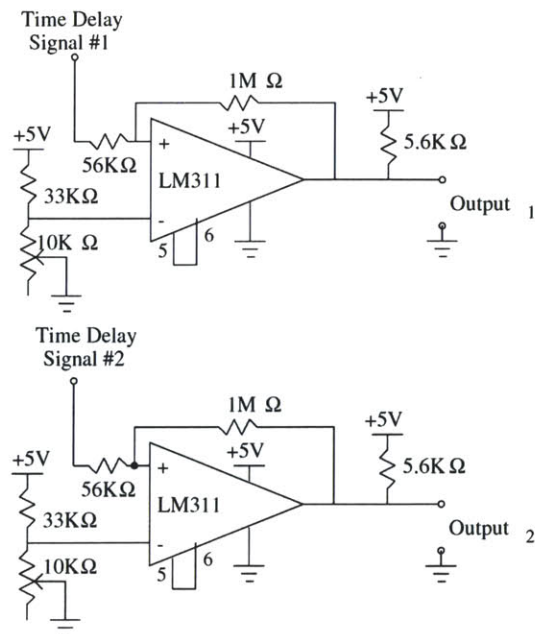 Time Delay
Signal #1
1M Ω
+5V
+5V
+5V
5.6K Ω
+
56KΩ
LM311
33KΩ
Output 1
-
6
10K Ω
5
Time Delay
Signal #2
1M Ω
+5V
+5V
+5V
5.6K Ω
+
56KΩ
LM311
33KΩ
Output 2
-
6
10KΩ
5